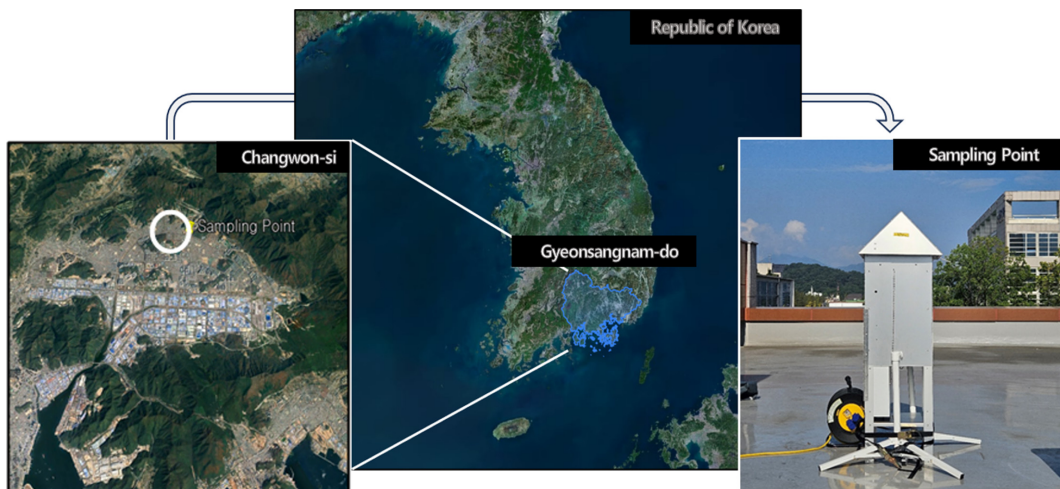 Republic of Korea
Changwon-si
Sampling Point
Sampling Point
Gyeonsangnam-do